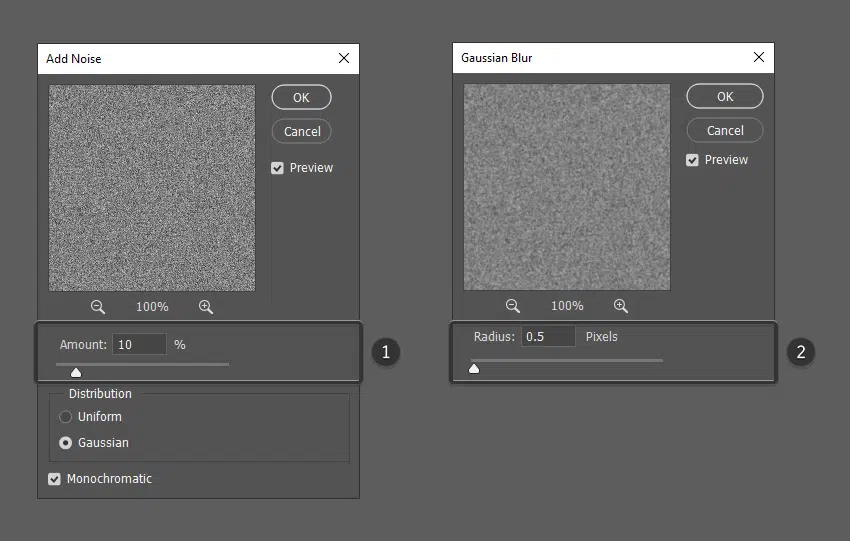 Add Noise
OK
Cancel
Preview
100%
Amount: 10 %
1
Distribution
Uniform
Gaussian
Monochromatic
Gaussian Blur
OK
Cancel
Preview
100%
Radius: 0.5 Pixels
2